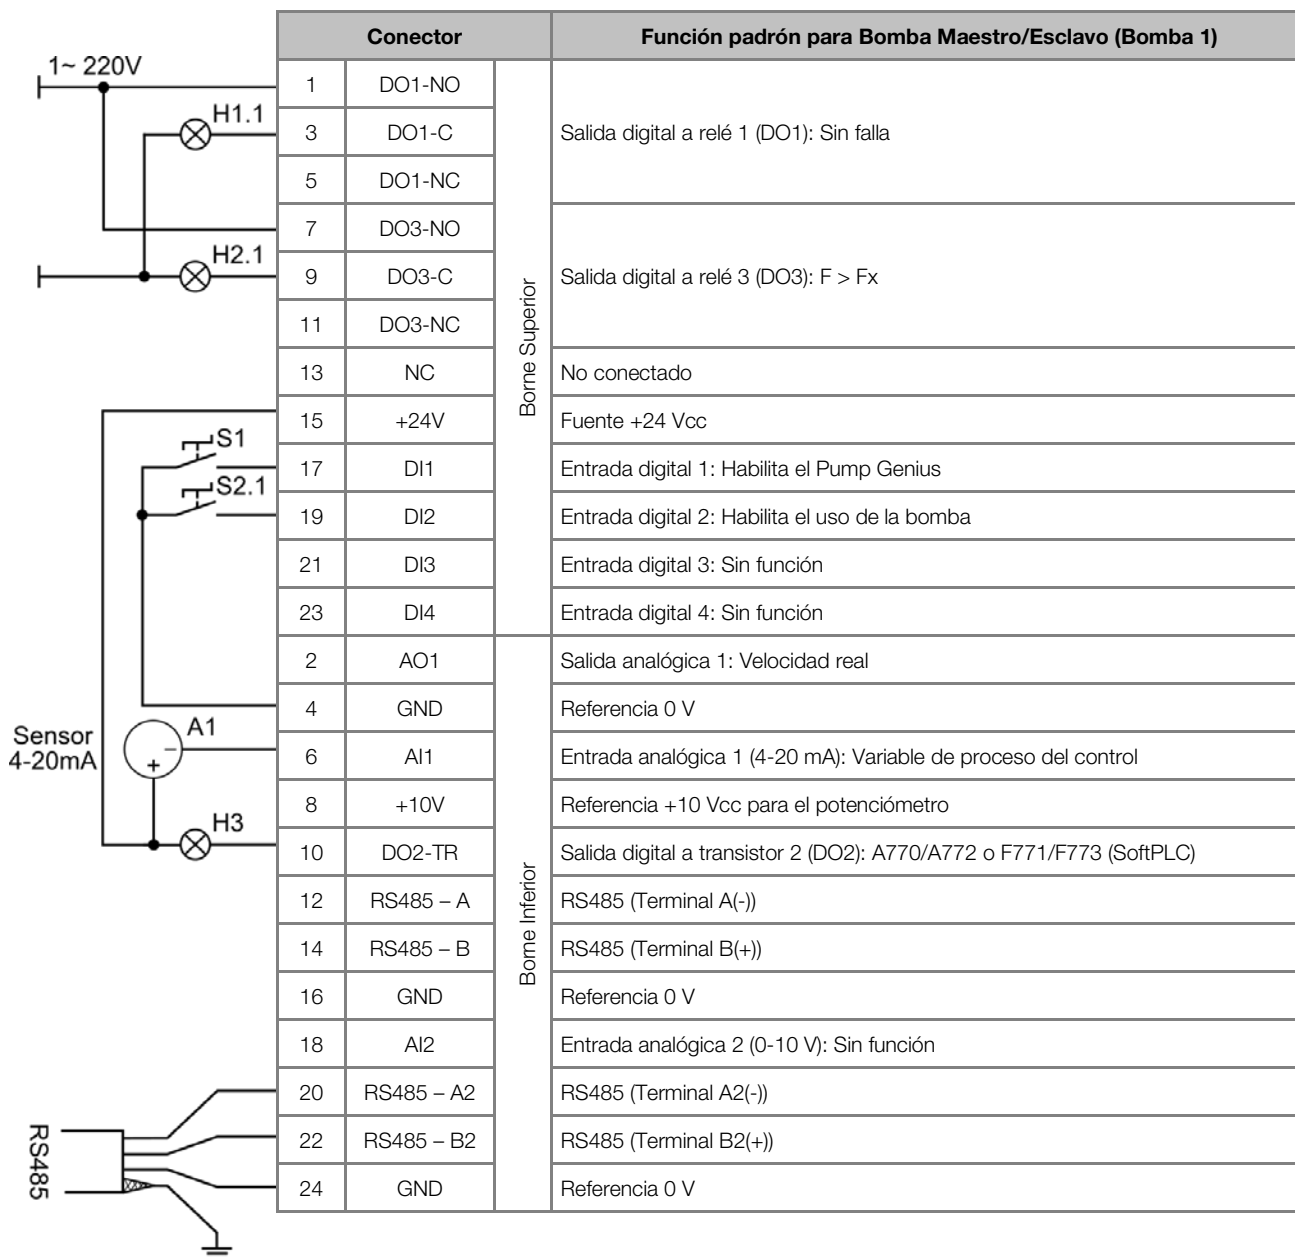 Conector Función padrón para Bomba Maestro/Esclavo (Bomba 1)
1~ 220V
H1.1
H2.1
S1
S2.1
Sensor
4-20mA
A1
+ −
H3
RS485
Borne Superior
1 DO1-NO
3 DO1-C Salida digital a relé 1 (DO1): Sin falla
5 DO1-NC
7 DO3-NO
9 DO3-C Salida digital a relé 3 (DO3): F > Fx
11 DO3-NC
13 NC No conectado
15 +24V Fuente +24 Vcc
17 DI1 Entrada digital 1: Habilita el Pump Genius
19 DI2 Entrada digital 2: Habilita el uso de la bomba
21 DI3 Entrada digital 3: Sin función
23 DI4 Entrada digital 4: Sin función
Borne Inferior
2 AO1 Salida analógica 1: Velocidad real
4 GND Referencia 0 V
6 AI1 Entrada analógica 1 (4-20 mA): Variable de proceso del control
8 +10V Referencia +10 Vcc para el potenciómetro
10 DO2-TR Salida digital a transistor 2 (DO2): A770/A772 o F771/F773 (SoftPLC)
12 RS485 – A RS485 (Terminal A(-))
14 RS485 – B RS485 (Terminal B(+))
16 GND Referencia 0 V
18 AI2 Entrada analógica 2 (0-10 V): Sin función
20 RS485 – A2 RS485 (Terminal A2(-))
22 RS485 – B2 RS485 (Terminal B2(+))
24 GND Referencia 0 V